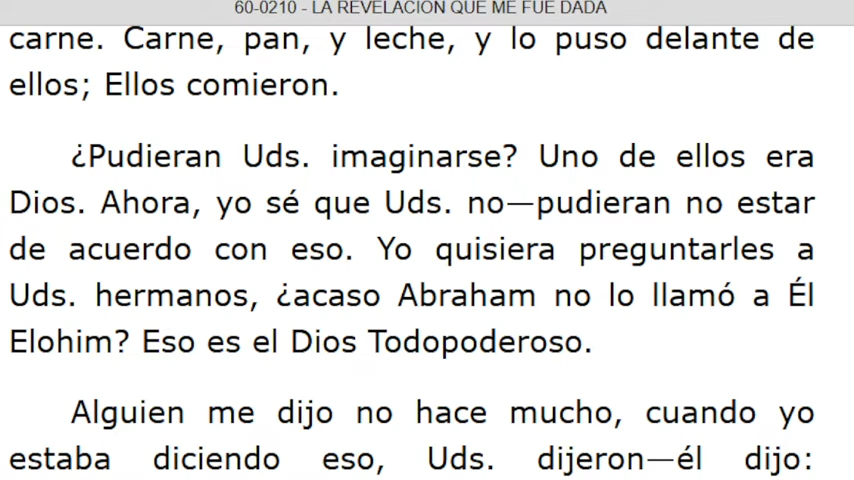 60-0210 - LA REVELACION QUE ME FUE DADA
carne. Carne, pan, y leche, y lo puso delante de
ellos; Ellos comieron.
¿Pudieran Uds. imaginarse? Uno de ellos era
Dios. Ahora, yo sé que Uds. no—pudieran no estar
de acuerdo con eso. Yo quisiera preguntarles a
Uds. hermanos, ¿acaso Abraham no lo llamó a Él
Elohim? Eso es el Dios Todopoderoso.
Alguien me dijo no hace mucho, cuando yo
estaba diciendo eso, Uds. dijeron—él dijo: